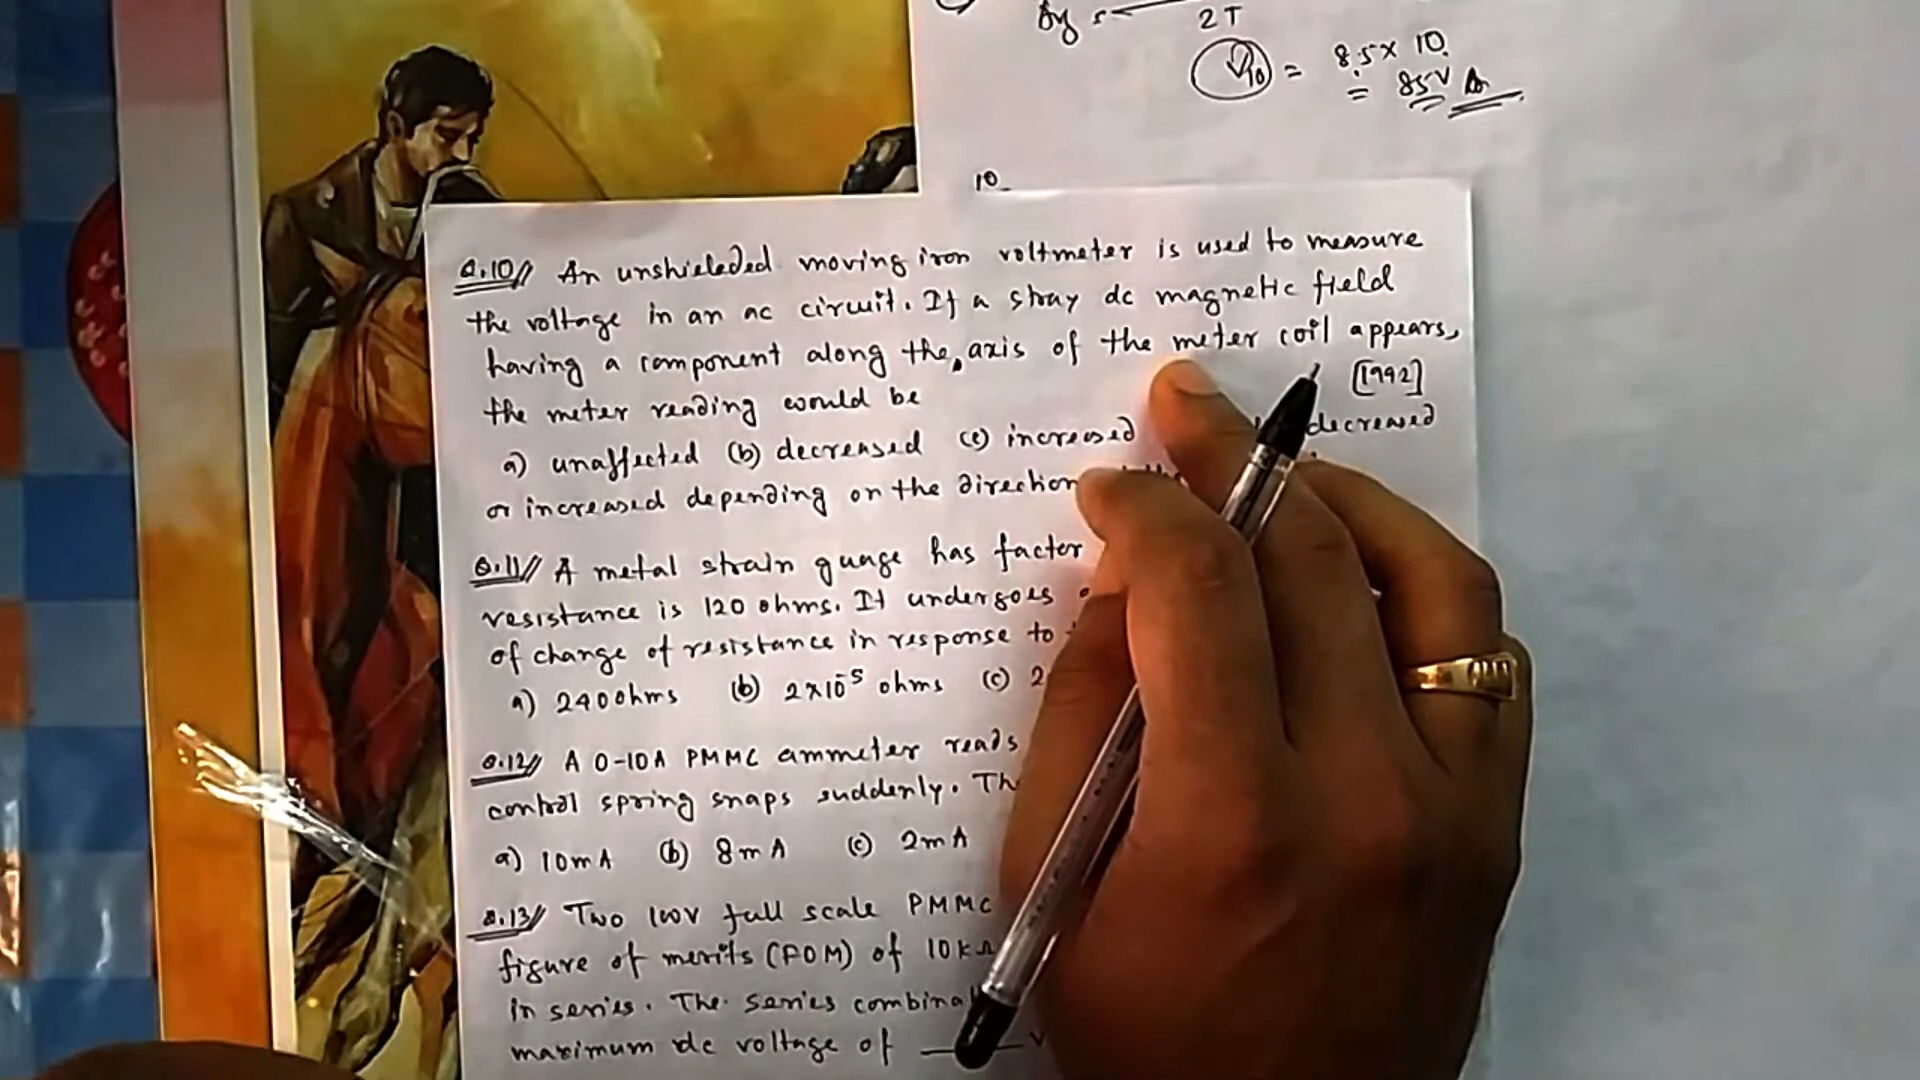 2T
V10 = 8.5 x 10.
= 85V
10
Q.10 An unshieleded moving iron voltmeter is used to measure
the voltage in an ac circuit. If a stray dc magnetic field
having a component along the axis of the meter coil appears,
the meter reading would be [1992]
a) unaffected (b) decreased (c) increased decreased
or increased depending on the direction
Q.11 A metal strain guage has factor
resistance is 120 ohms. It undergoes
of change of resistance in response to
a) 240 ohms (b) 2x10⁻⁵ ohms (c) 2
Q.12 A 0-10A PMMC ammeter reads
control spring snaps suddenly. Th
a) 10mA (b) 8mA (c) 2mA
Q.13 Two 100V full scale PMMC
figure of merits (FOM) of 10k
in series. The series combina
maximum dc voltage of ___ V